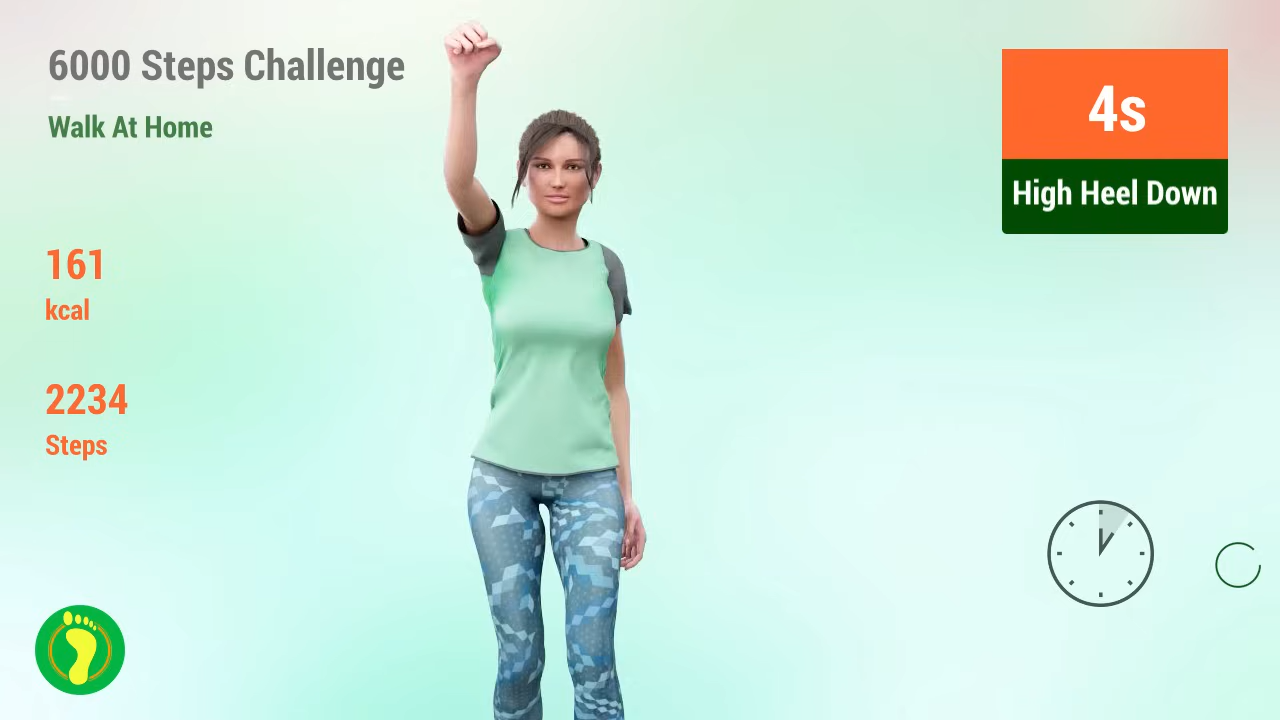 6000 Steps Challenge
Walk At Home
4s
High Heel Down
161
kcal
2234
Steps